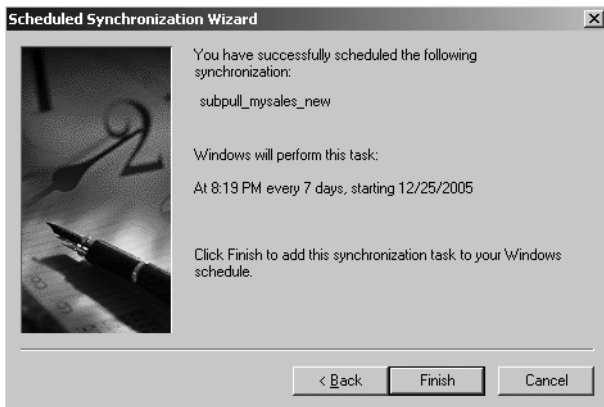 Scheduled Synchronization Wizard
You have successfully scheduled the following
synchronization:
subpull_mysales_new
Windows will perform this task:
At 8:19 PM every 7 days, starting 12/25/2005
Click Finish to add this synchronization task to your Windows
schedule.
< Back
Finish
Cancel